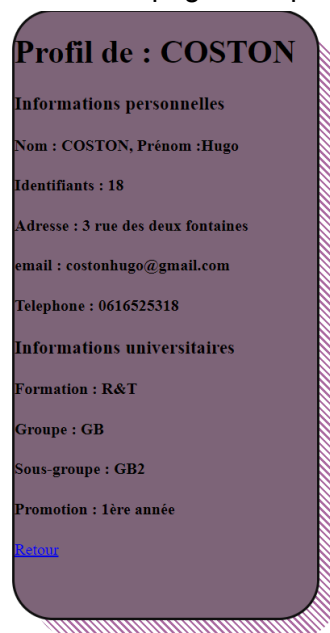 Profil de : COSTON
Informations personnelles
Nom : COSTON, Prénom :Hugo
Identifiants : 18
Adresse : 3 rue des deux fontaines
email : costonhugo@gmail.com
Telephone : 0616525318
Informations universitaires
Formation : R&T
Groupe : GB
Sous-groupe : GB2
Promotion : 1ère année
Retour